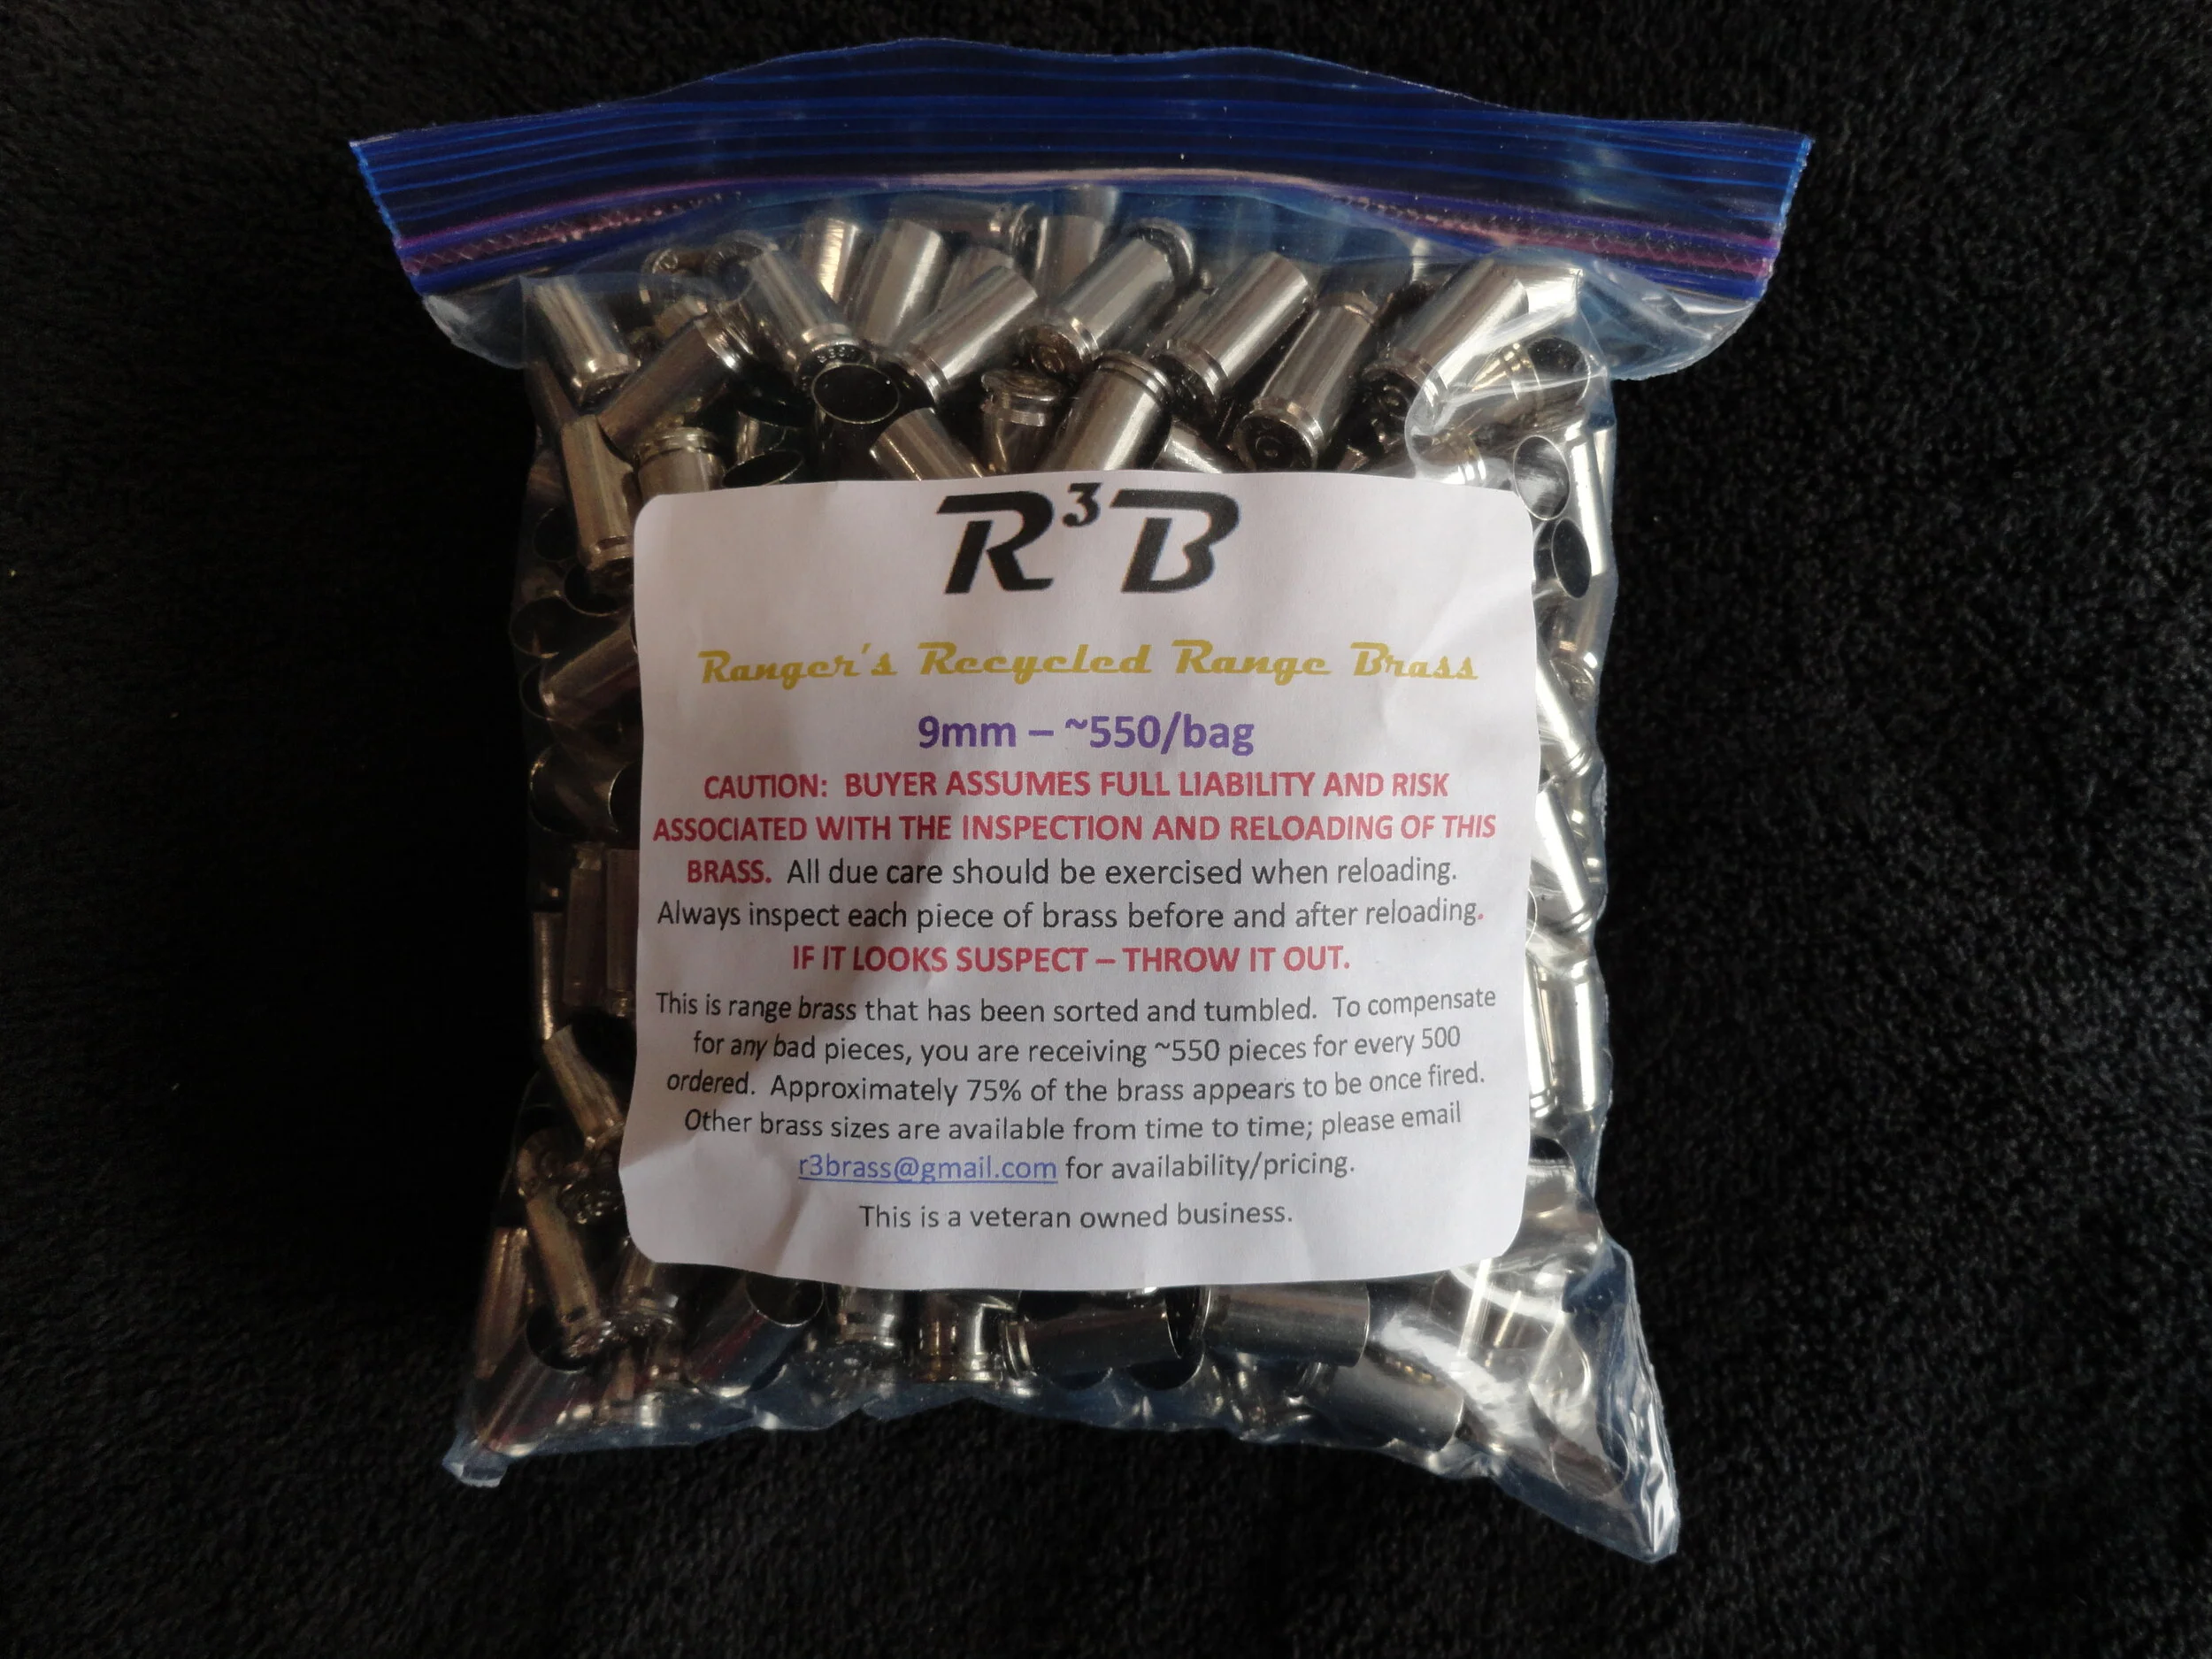 R³B
Ranger's Recycled Range Brass
9mm – ~550/bag
CAUTION: BUYER ASSUMES FULL LIABILITY AND RISK
ASSOCIATED WITH THE INSPECTION AND RELOADING OF THIS
BRASS. All due care should be exercised when reloading.
Always inspect each piece of brass before and after reloading.
IF IT LOOKS SUSPECT – THROW IT OUT.
This is range brass that has been sorted and tumbled. To compensate
for any bad pieces, you are receiving ~550 pieces for every 500
ordered. Approximately 75% of the brass appears to be once fired.
Other brass sizes are available from time to time; please email
r3brass@gmail.com for availability/pricing.
This is a veteran owned business.